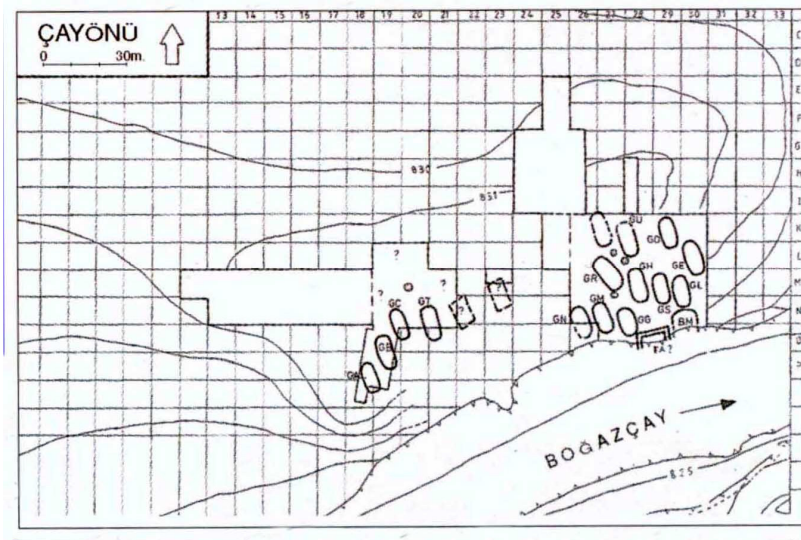 ÇAYÖNÜ
0 30m.
13 14 15 16 17 18 19 20 21 22 23 24 25 26 27 28 29 30 31 32 33
E
F
G
I
K
L
M
N
830
831
GU
GO
GE
GR
GH
GL
GS
GN
GM
GG
BM
EA ?
?
?
?
?
?
GC
GT
GB
GA
BOĞAZÇAY
825